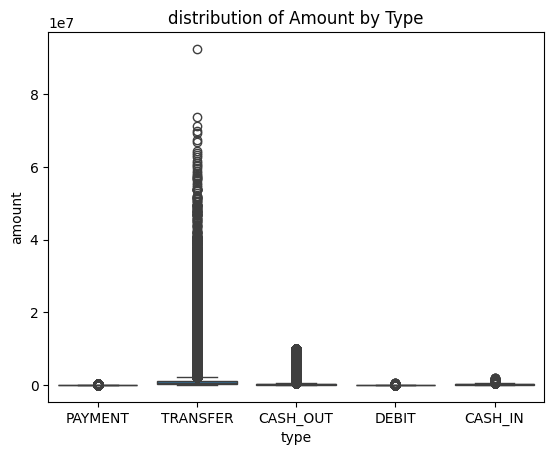 distribution of Amount by Type
1e7
8
6
4
2
0
amount
PAYMENT TRANSFER CASH_OUT DEBIT CASH_IN
type